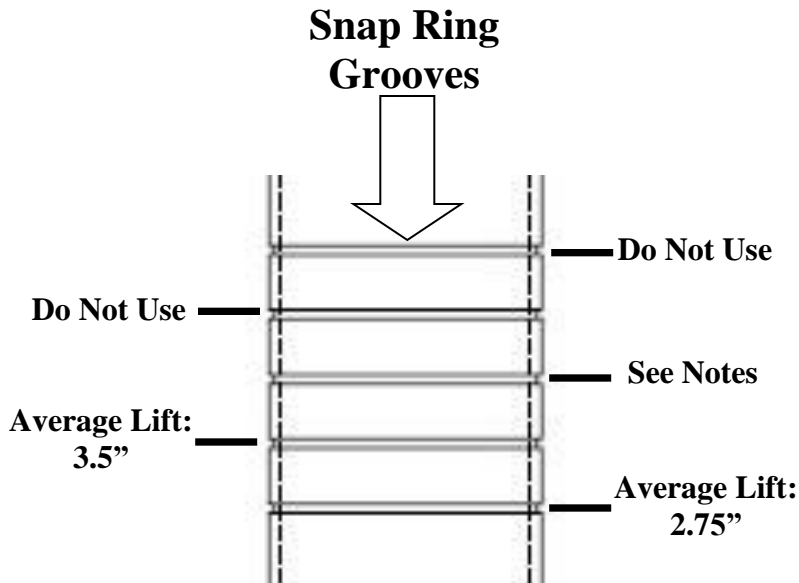 Snap Ring
Grooves
Do Not Use
Do Not Use
See Notes
Average Lift:
3.5”
Average Lift:
2.75”